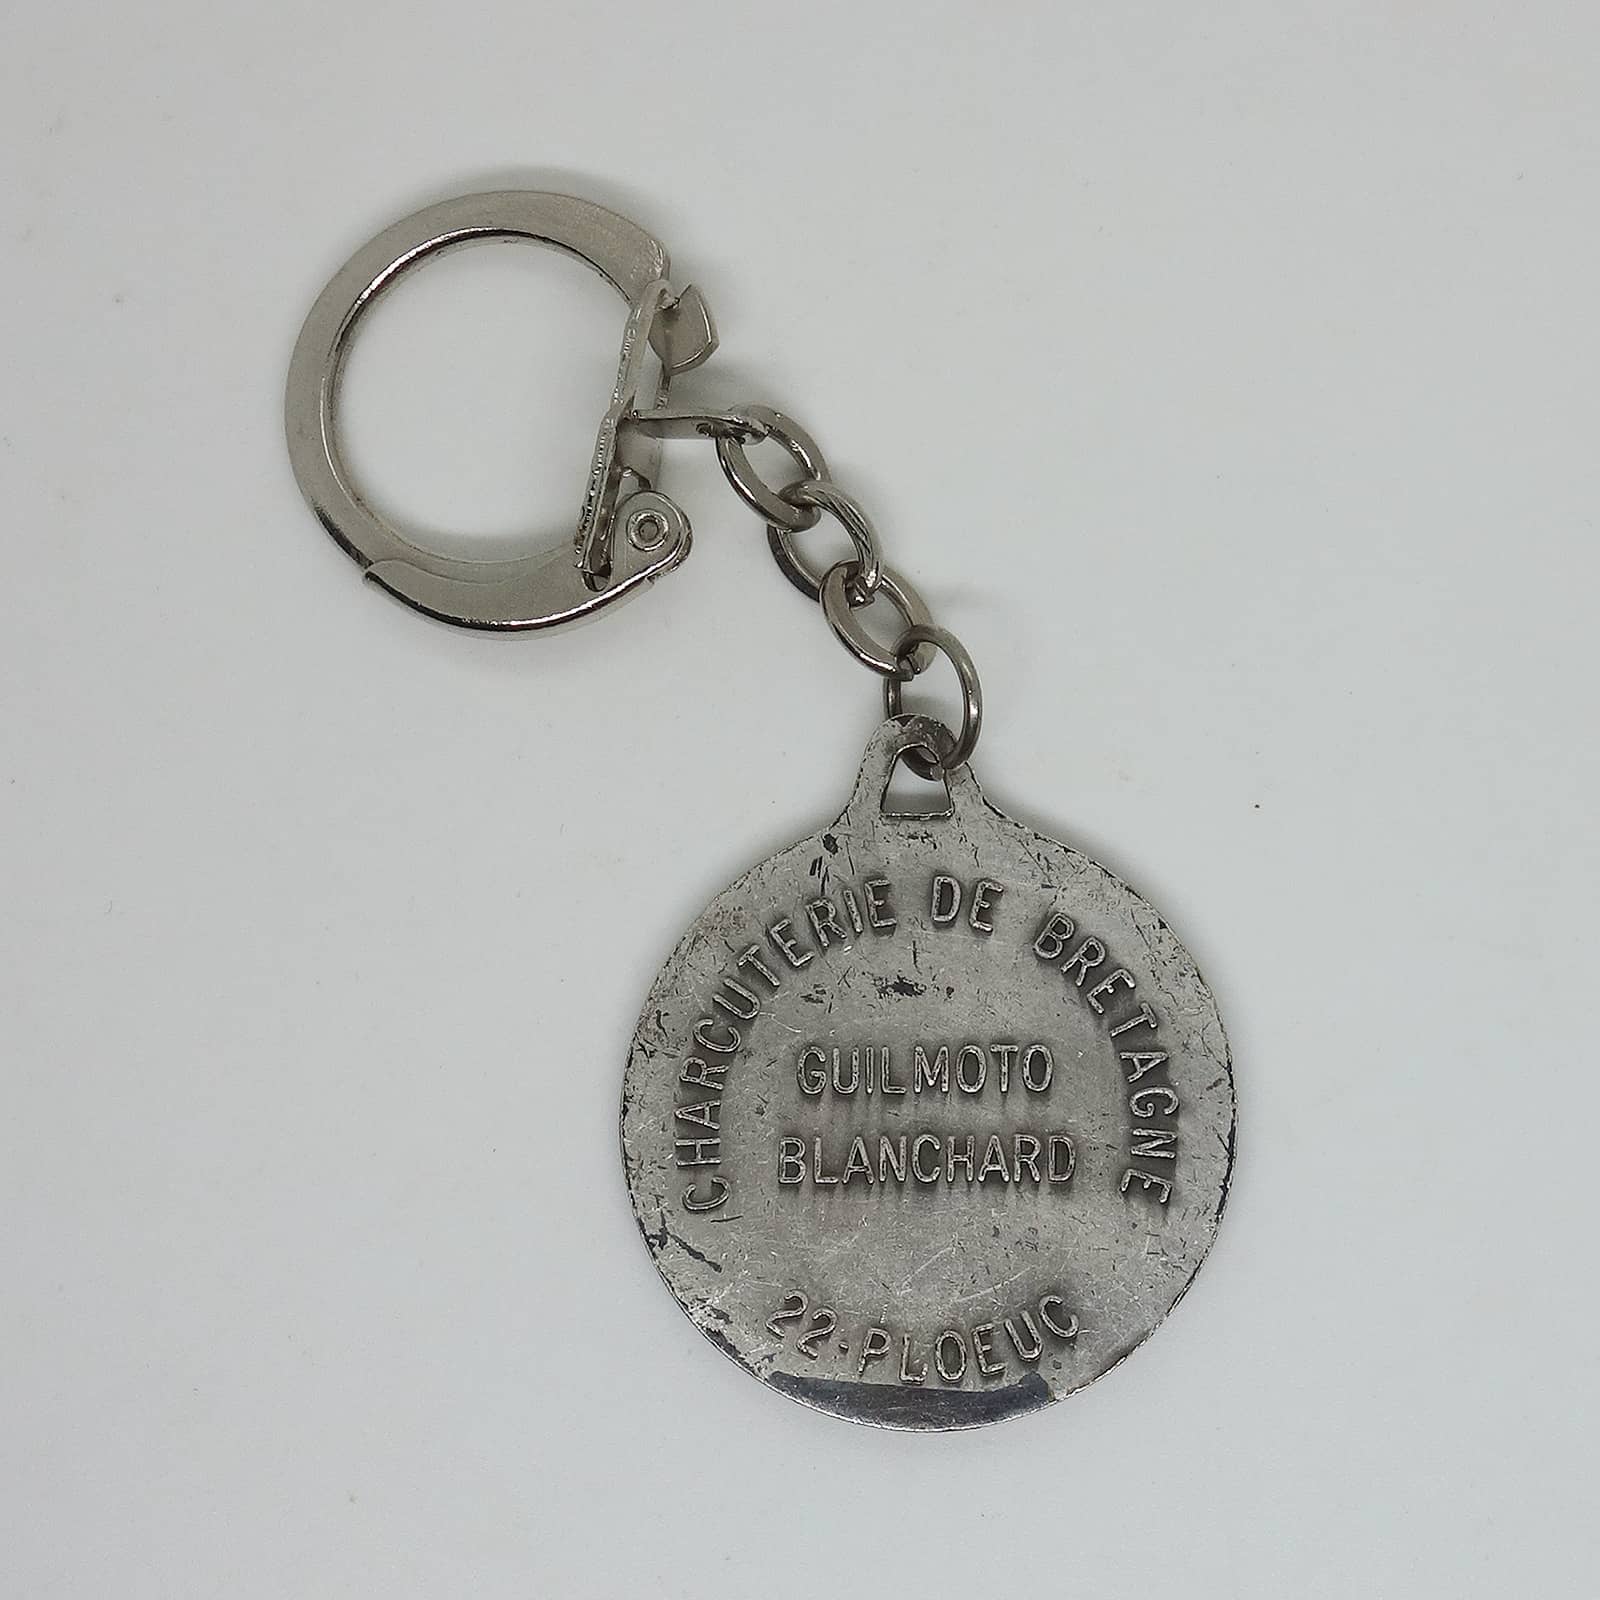 CHARCUTERIE DE BRETAGNE
GUILMOTO
BLANCHARD
22·PLOEUC